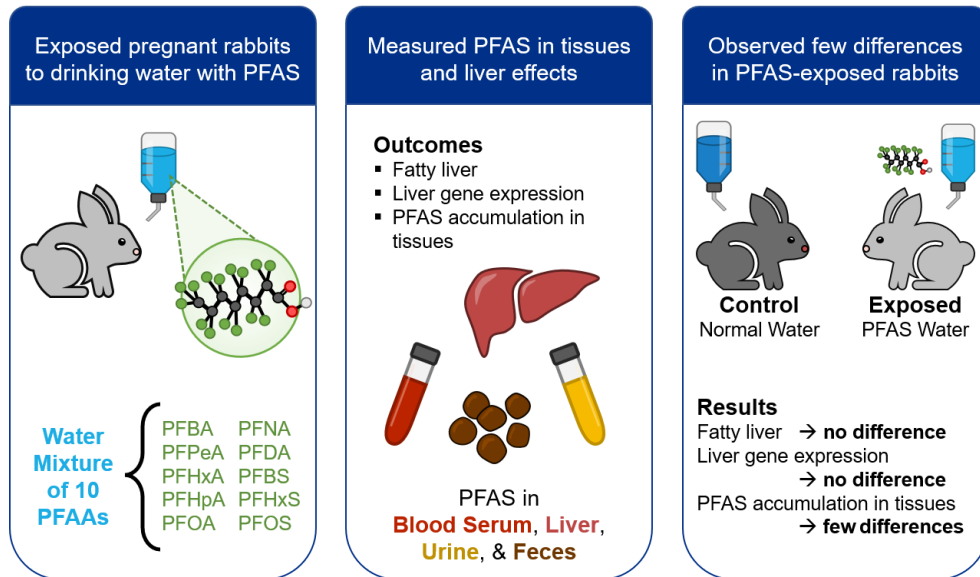 Exposed pregnant rabbits
to drinking water with PFAS
Water
Mixture
of 10
PFAAs
PFBA PFNA
PFPeA PFDA
PFHxA PFBS
PFHpA PFHxS
PFOA PFOS
Measured PFAS in tissues
and liver effects
Outcomes
▪ Fatty liver
▪ Liver gene expression
▪ PFAS accumulation in
tissues
PFAS in
Blood Serum, Liver,
Urine, & Feces
Observed few differences
in PFAS-exposed rabbits
Control
Normal Water
Exposed
PFAS Water
Results
Fatty liver → no difference
Liver gene expression
→ no difference
PFAS accumulation in tissues
→ few differences